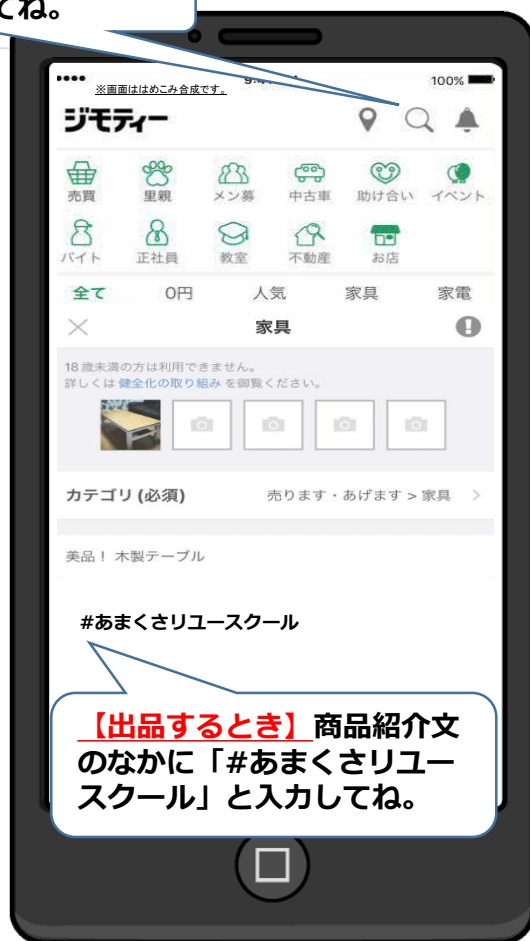 てね。
※画面ははめこみ合成です。
100%
ジモティー
売買 里親 メン募 中古車 助け合い イベント
バイト 正社員 教室 不動産 お店
全て 0円 人気 家具 家電
家具
18歳未満の方は利用できません。
詳しくは 健全化の取り組み を御覧ください。
カテゴリ (必須) 売ります・あげます > 家具 >
美品！ 木製テーブル
#あまくさリユースクール
【出品するとき】商品紹介文
のなかに「#あまくさリユー
スクール」と入力してね。